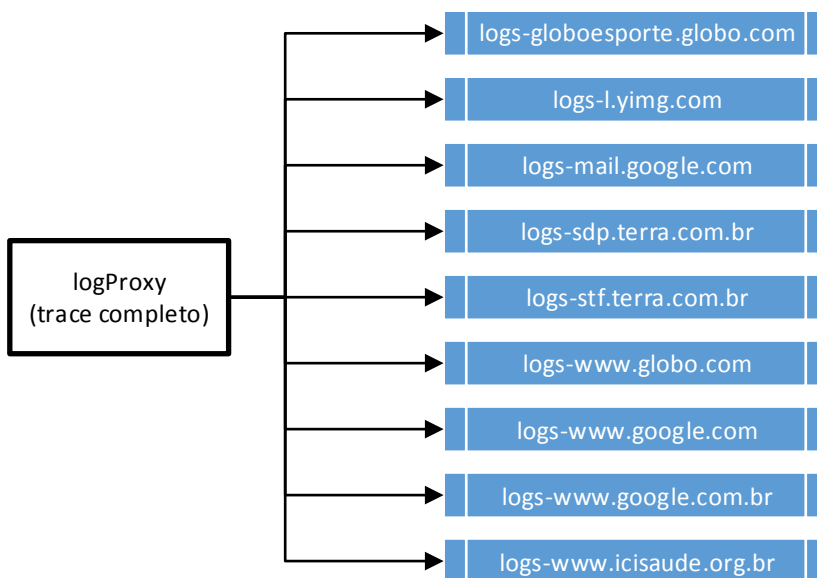 logs-globoesporte.globo.com
logs-l.yimg.com
logs-mail.google.com
logs-sdp.terra.com.br
logProxy
(trace completo)
logs-stf.terra.com.br
logs-www.globo.com
logs-www.google.com
logs-www.google.com.br
logs-www.icisaude.org.br